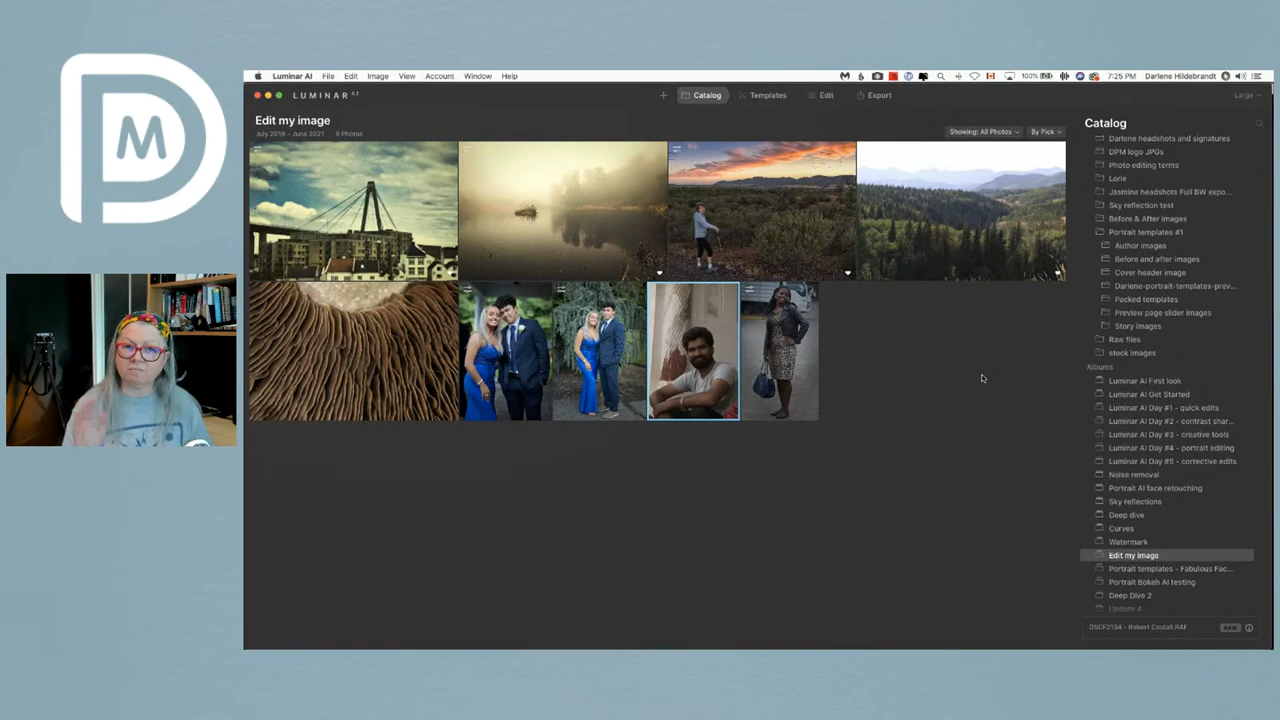 DM
Luminar AI File Edit Image View Account Window Help 100% 7:25 PM Darlene Hildebrandt
LUMINAR AI
Catalog Templates Edit Export Large
Edit my image
July 2018 - June 2021 9 Photos
Showing: All Photos By Pick
Catalog
Darlene headshots and signatures
DPM logo JPGs
Photo editing terms
Lorie
Jasmine headshots Full BW expo...
Sky reflection test
Before & After images
Portrait templates #1
Author images
Before and after images
Cover header image
Darlene-portrait-templates-prev...
Packed templates
Preview page slider images
Story images
Raw files
stock images
Albums
Luminar AI First look
Luminar AI Get Started
Luminar AI Day #1 - quick edits
Luminar AI Day #2 - contrast shar...
Luminar AI Day #3 - creative tools
Luminar AI Day #4 - portrait editing
Luminar AI Day #5 - corrective edits
Noise removal
Portrait AI face retouching
Sky reflections
Deep dive
Curves
Watermark
Edit my image
Portrait templates - Fabulous Fac...
Portrait Bokeh AI testing
Deep Dive 2
Update 4
DSCF2134 - Robert Costall.RAF RAW